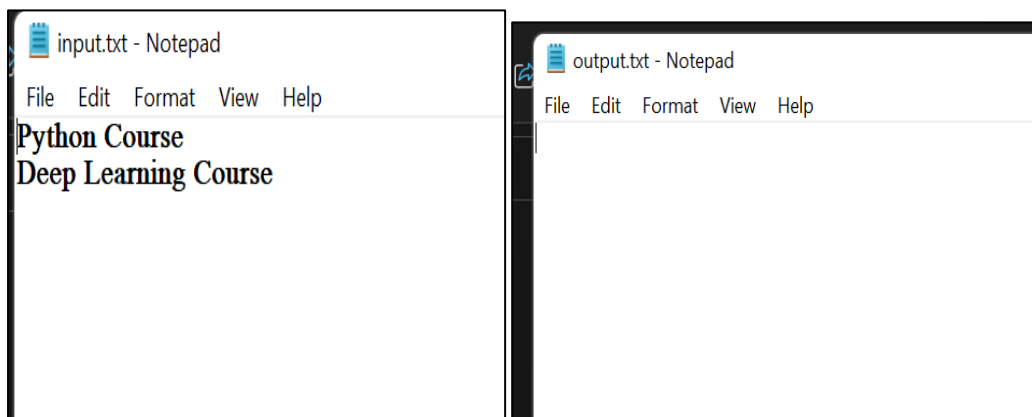 input.txt - Notepad
File Edit Format View Help
Python Course
Deep Learning Course
output.txt - Notepad
File Edit Format View Help